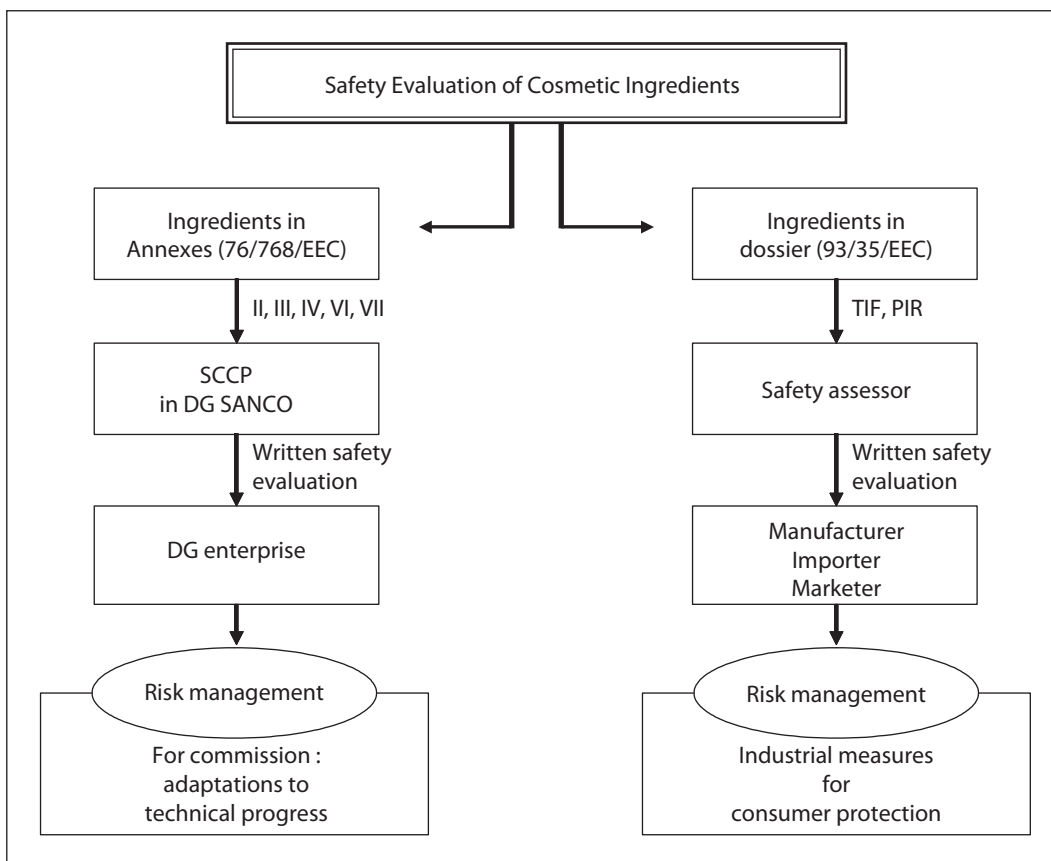 Safety Evaluation of Cosmetic Ingredients
Ingredients in
Annexes (76/768/EEC)
II, III, IV, VI, VII
SCCP
in DG SANCO
Written safety
evaluation
DG enterprise
Risk management
For commission :
adaptations to
technical progress
Ingredients in
dossier (93/35/EEC)
TIF, PIR
Safety assessor
Written safety
evaluation
Manufacturer
Importer
Marketer
Risk management
Industrial measures
for
consumer protection